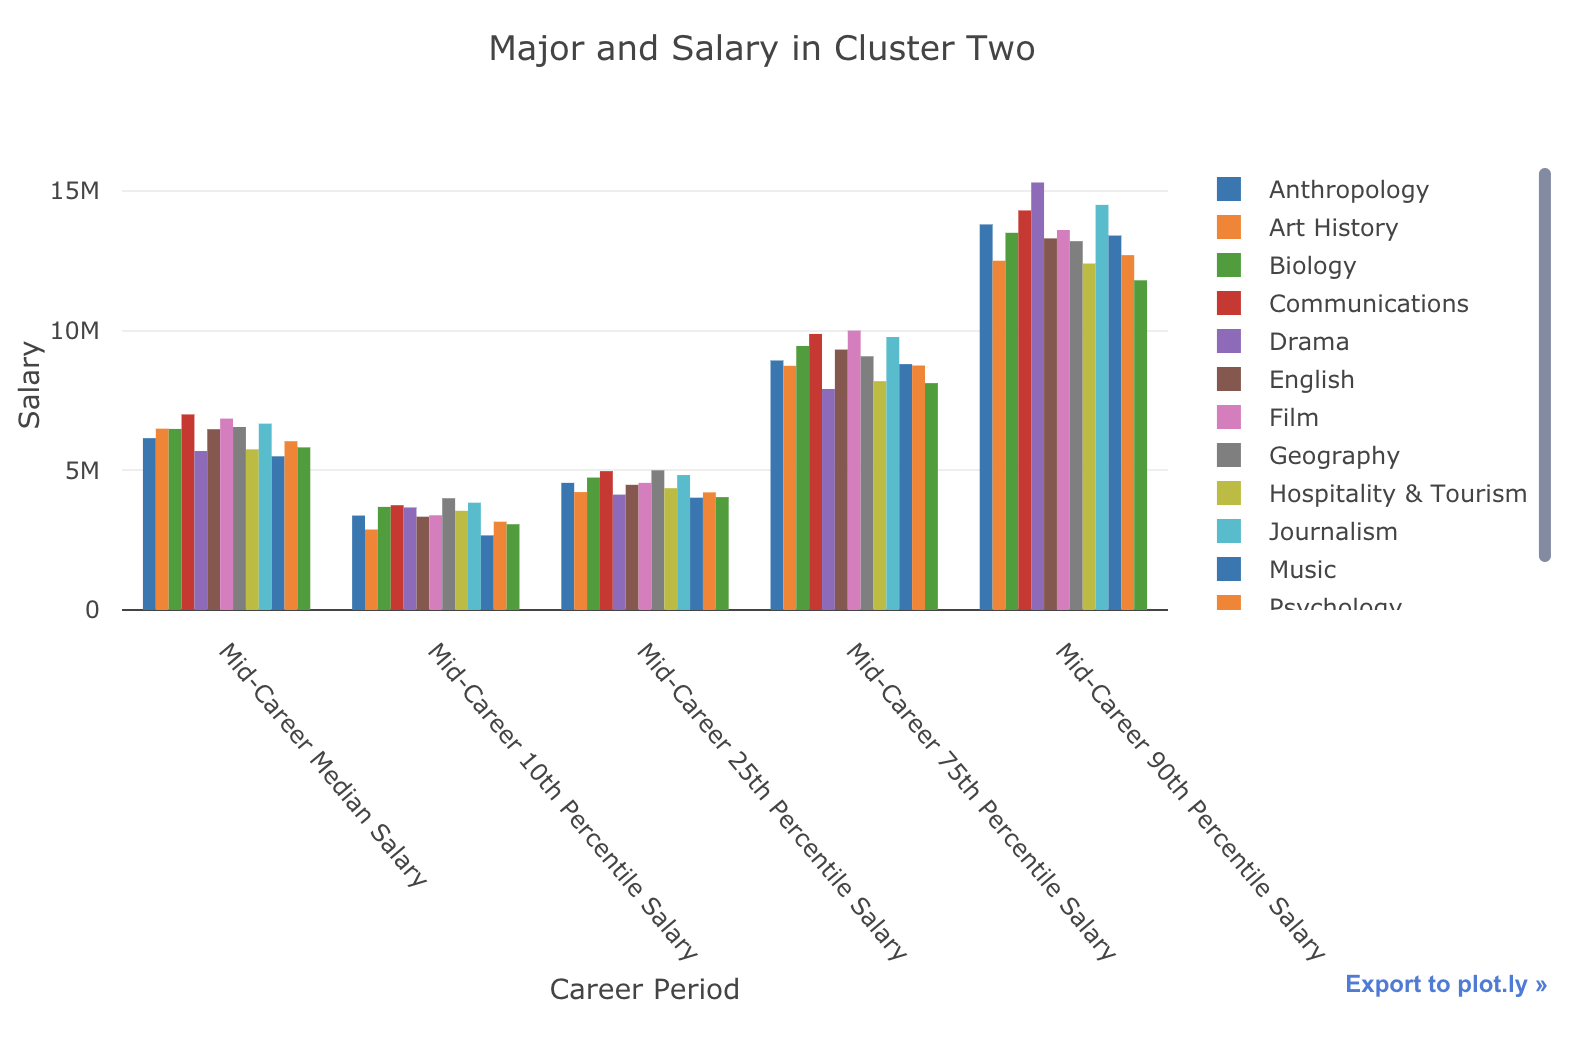 Major and Salary in Cluster Two
15M
10M
5M
0
Salary
Mid-Career Median Salary
Mid-Career 10th Percentile Salary
Mid-Career 25th Percentile Salary
Mid-Career 75th Percentile Salary
Mid-Career 90th Percentile Salary
Career Period
Anthropology
Art History
Biology
Communications
Drama
English
Film
Geography
Hospitality & Tourism
Journalism
Music
Psychology
Export to plot.ly »